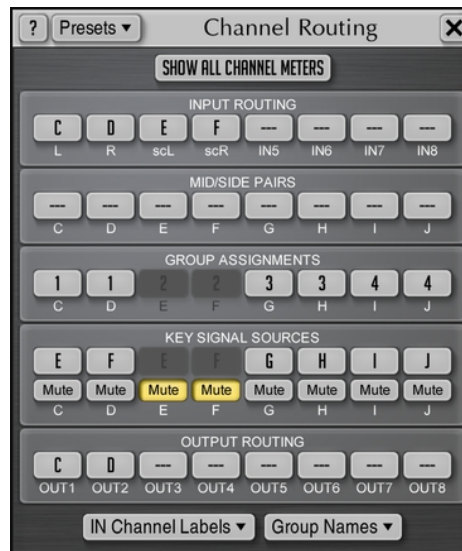 ? Presets ▼ Channel Routing X
SHOW ALL CHANNEL METERS
INPUT ROUTING
C D E F --- --- --- ---
L R scL scR IN5 IN6 IN7 IN8
MID/SIDE PAIRS
--- --- --- --- --- --- --- ---
C D E F G H I J
GROUP ASSIGNMENTS
1 1 2 2 3 3 4 4
C D E F G H I J
KEY SIGNAL SOURCES
E F E F G H I J
Mute Mute Mute Mute Mute Mute Mute Mute
C D E F G H I J
OUTPUT ROUTING
C D --- --- --- --- --- ---
OUT1 OUT2 OUT3 OUT4 OUT5 OUT6 OUT7 OUT8
IN Channel Labels ▼ Group Names ▼